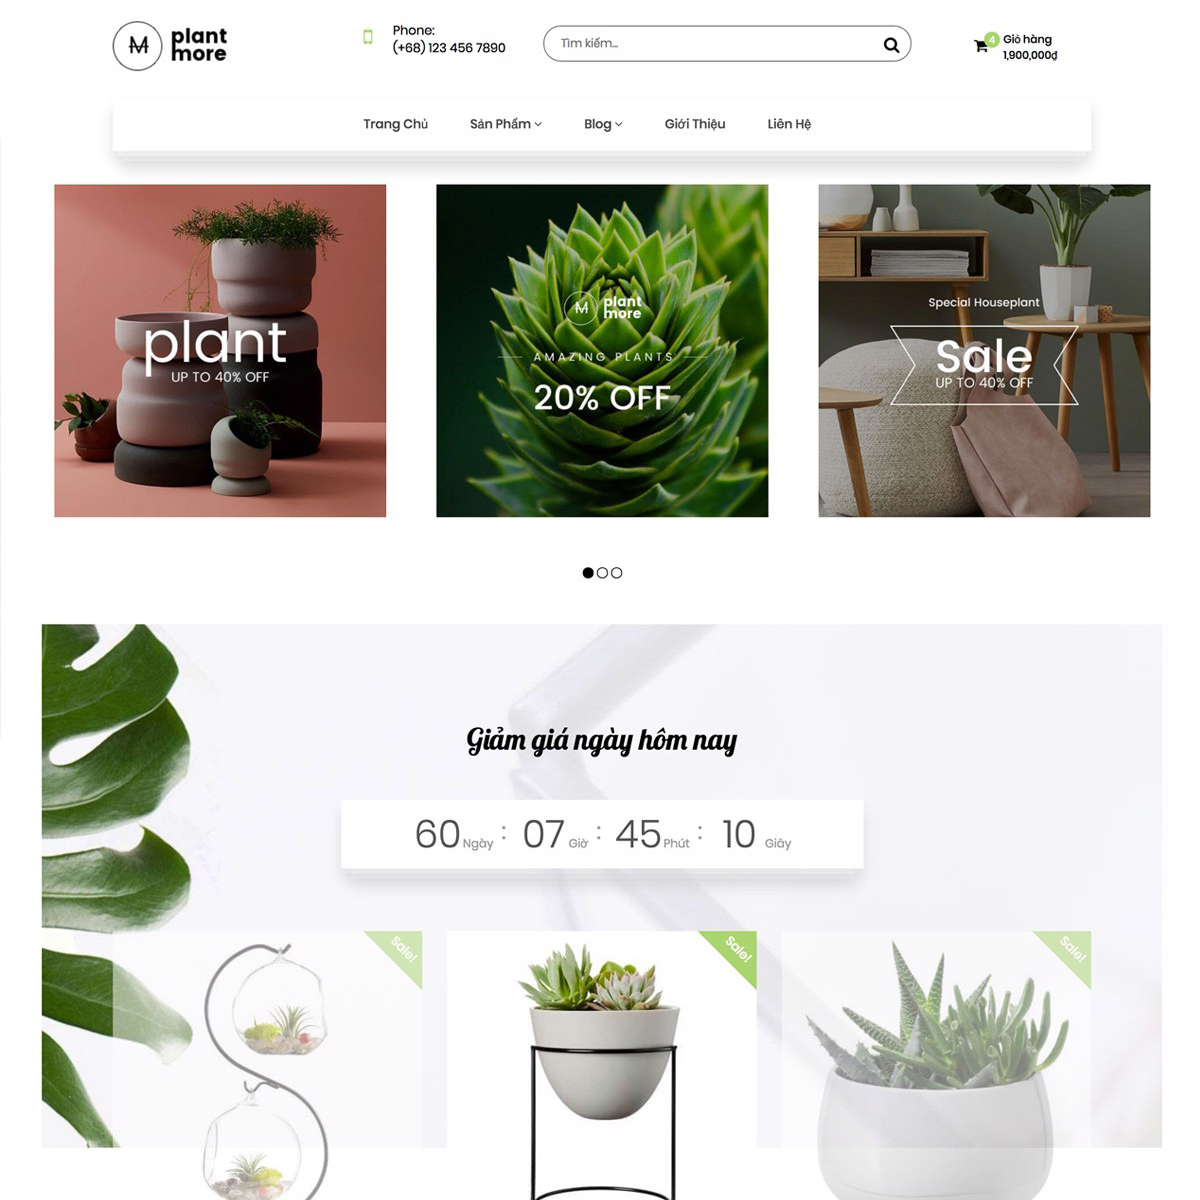 plant
more
Phone:
(+68) 123 456 7890
Tìm kiếm...
4
Giỏ hàng
1,900,000₫
Trang Chủ
Sản Phẩm
Blog
Giới Thiệu
Liên Hệ
plant
UP TO 40% OFF
plant
more
AMAZING PLANTS
20% OFF
Special Houseplant
Sale
UP TO 40% OFF
Giảm giá ngày hôm nay
60 Ngày : 07 Giờ : 45 Phút : 10 Giây
Sale!
Sale!
Sale!